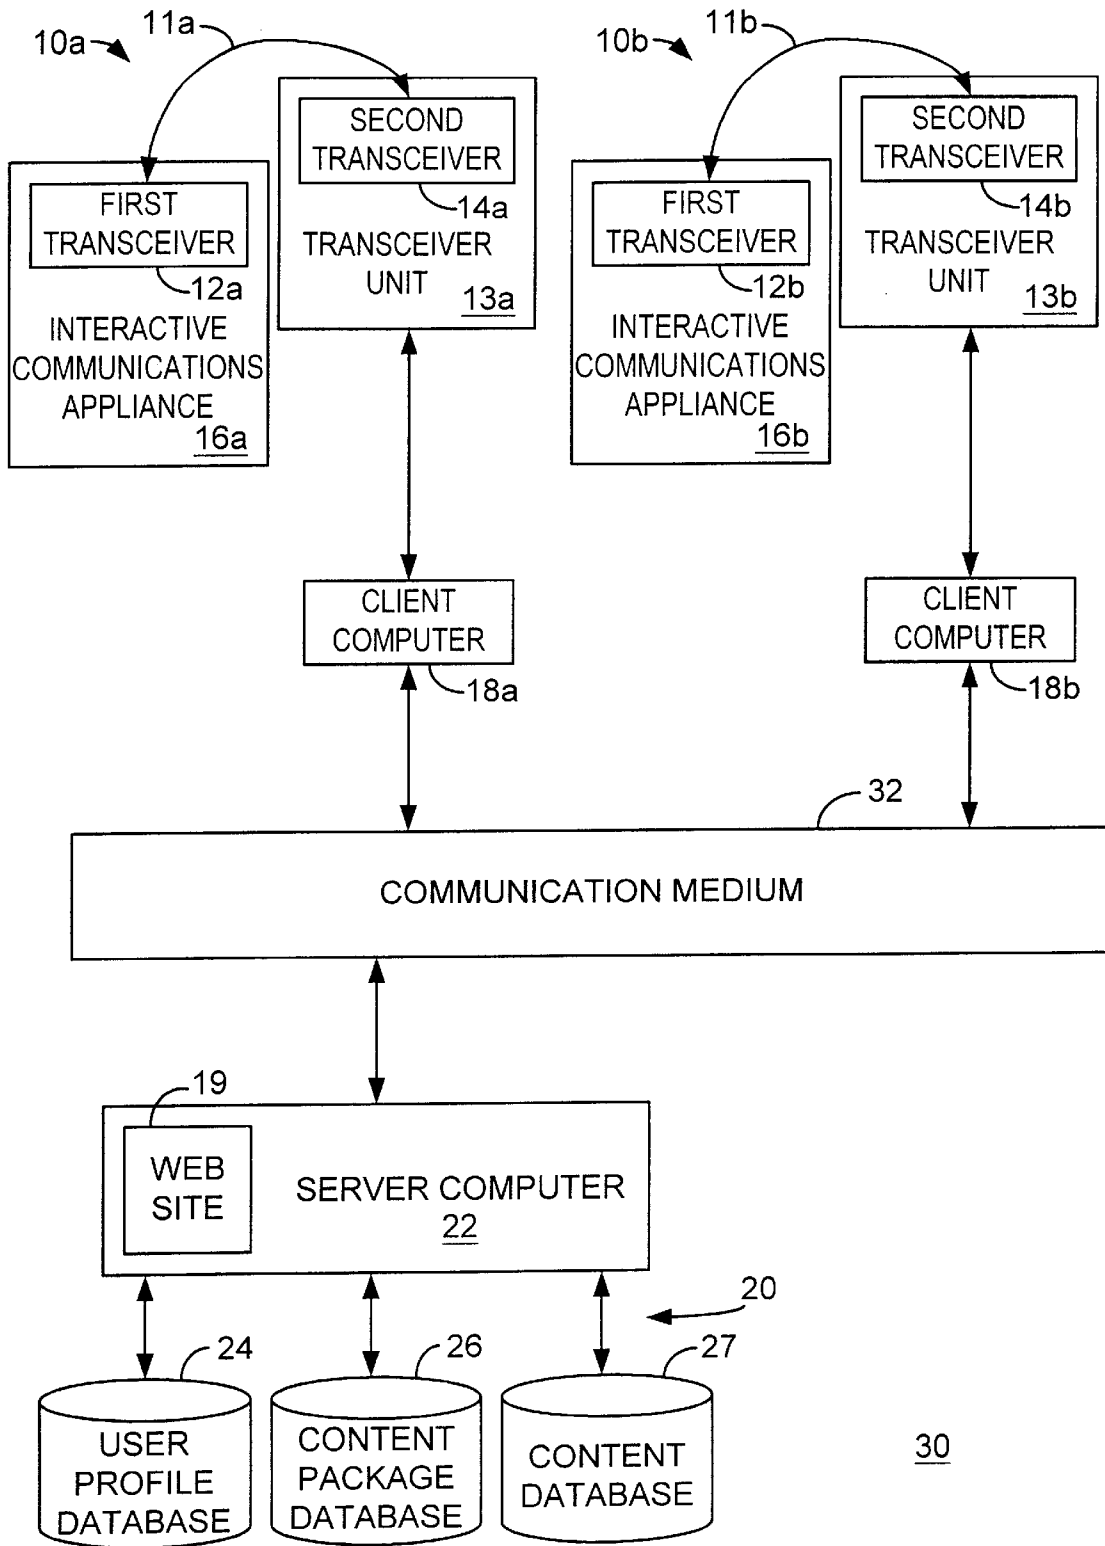 10a
11a
SECOND
TRANSCEIVER
14a
FIRST
TRANSCEIVER
12a
TRANSCEIVER
UNIT
13a
INTERACTIVE
COMMUNICATIONS
APPLIANCE
16a
10b
11b
SECOND
TRANSCEIVER
14b
FIRST
TRANSCEIVER
12b
TRANSCEIVER
UNIT
13b
INTERACTIVE
COMMUNICATIONS
APPLIANCE
16b
CLIENT
COMPUTER
18a
CLIENT
COMPUTER
18b
32
COMMUNICATION MEDIUM
19
WEB
SITE
SERVER COMPUTER
22
20
24
USER
PROFILE
DATABASE
26
CONTENT
PACKAGE
DATABASE
27
CONTENT
DATABASE
30